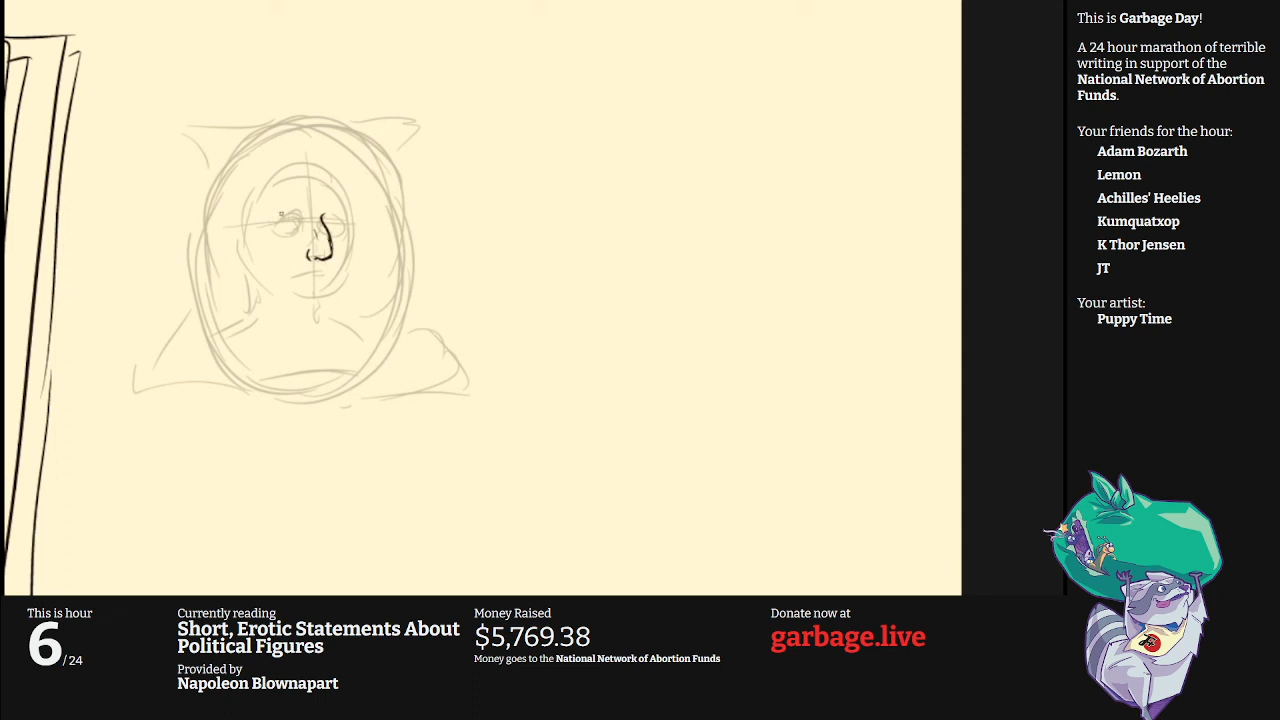 This is Garbage Day!
A 24 hour marathon of terrible
writing in support of the
National Network of Abortion
Funds.
Your friends for the hour:
Adam Bozarth
Lemon
Achilles' Heelies
Kumquatxop
K Thor Jensen
JT
Your artist:
Puppy Time
This is hour
6/24
Currently reading
Short, Erotic Statements About
Political Figures
Provided by
Napoleon Blownapart
Money Raised
$5,769.38
Money goes to the National Network of Abortion Funds
Donate now at
garbage.live